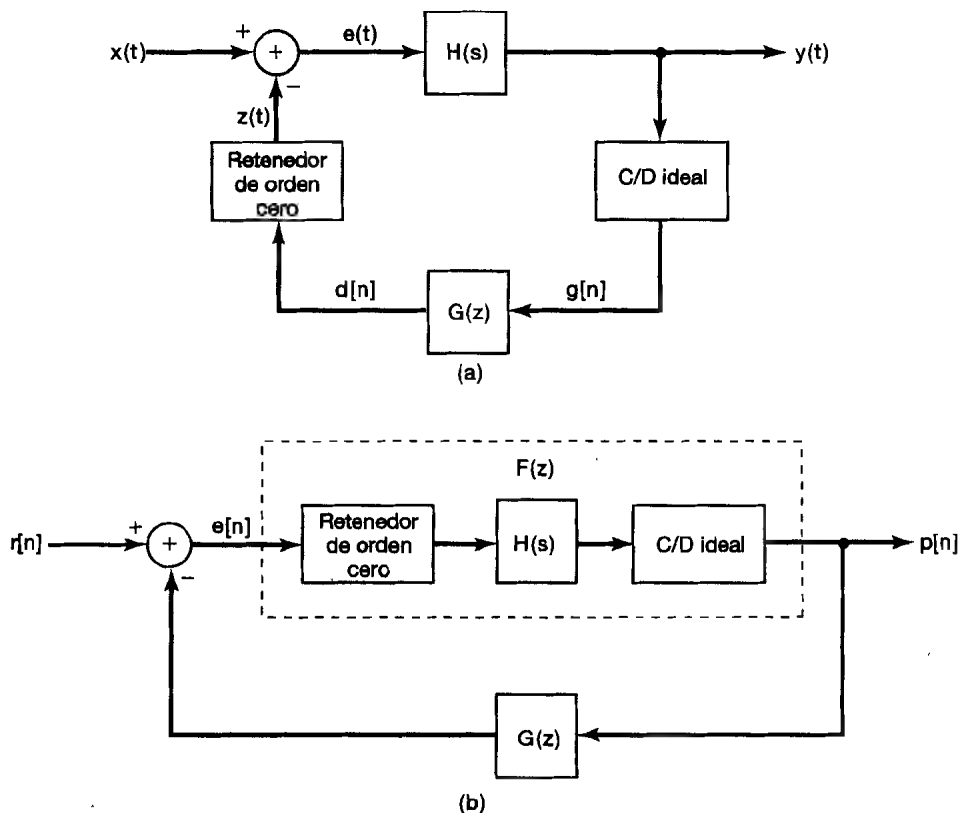 x(t)
+
+
−
e(t)
H(s)
y(t)
z(t)
Retenedor
de orden
cero
C/D ideal
d[n]
G(z)
g[n]
(a)
F(z)
r[n]
+
+
−
e[n]
Retenedor
de orden
cero
H(s)
C/D ideal
p[n]
G(z)
(b)